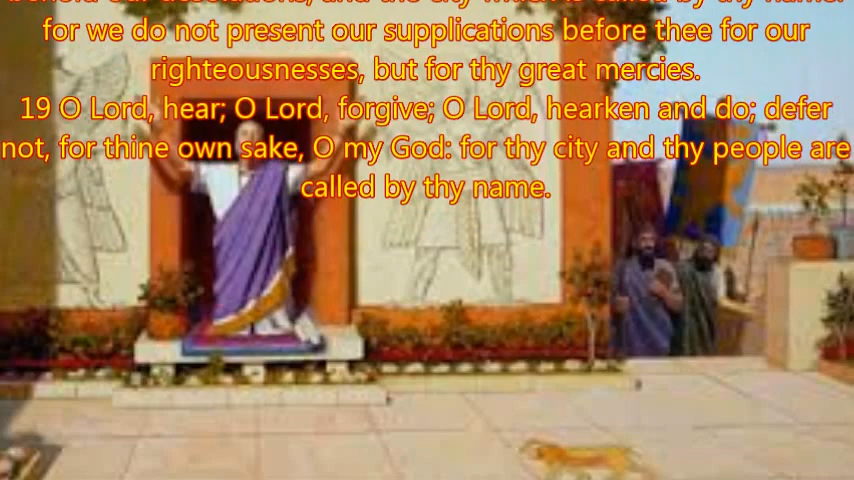 for we do not present our supplications before thee for our
righteousnesses, but for thy great mercies.
19 O Lord, hear; O Lord, forgive; O Lord, hearken and do; defer
not, for thine own sake, O my God: for thy city and thy people are
called by thy name.